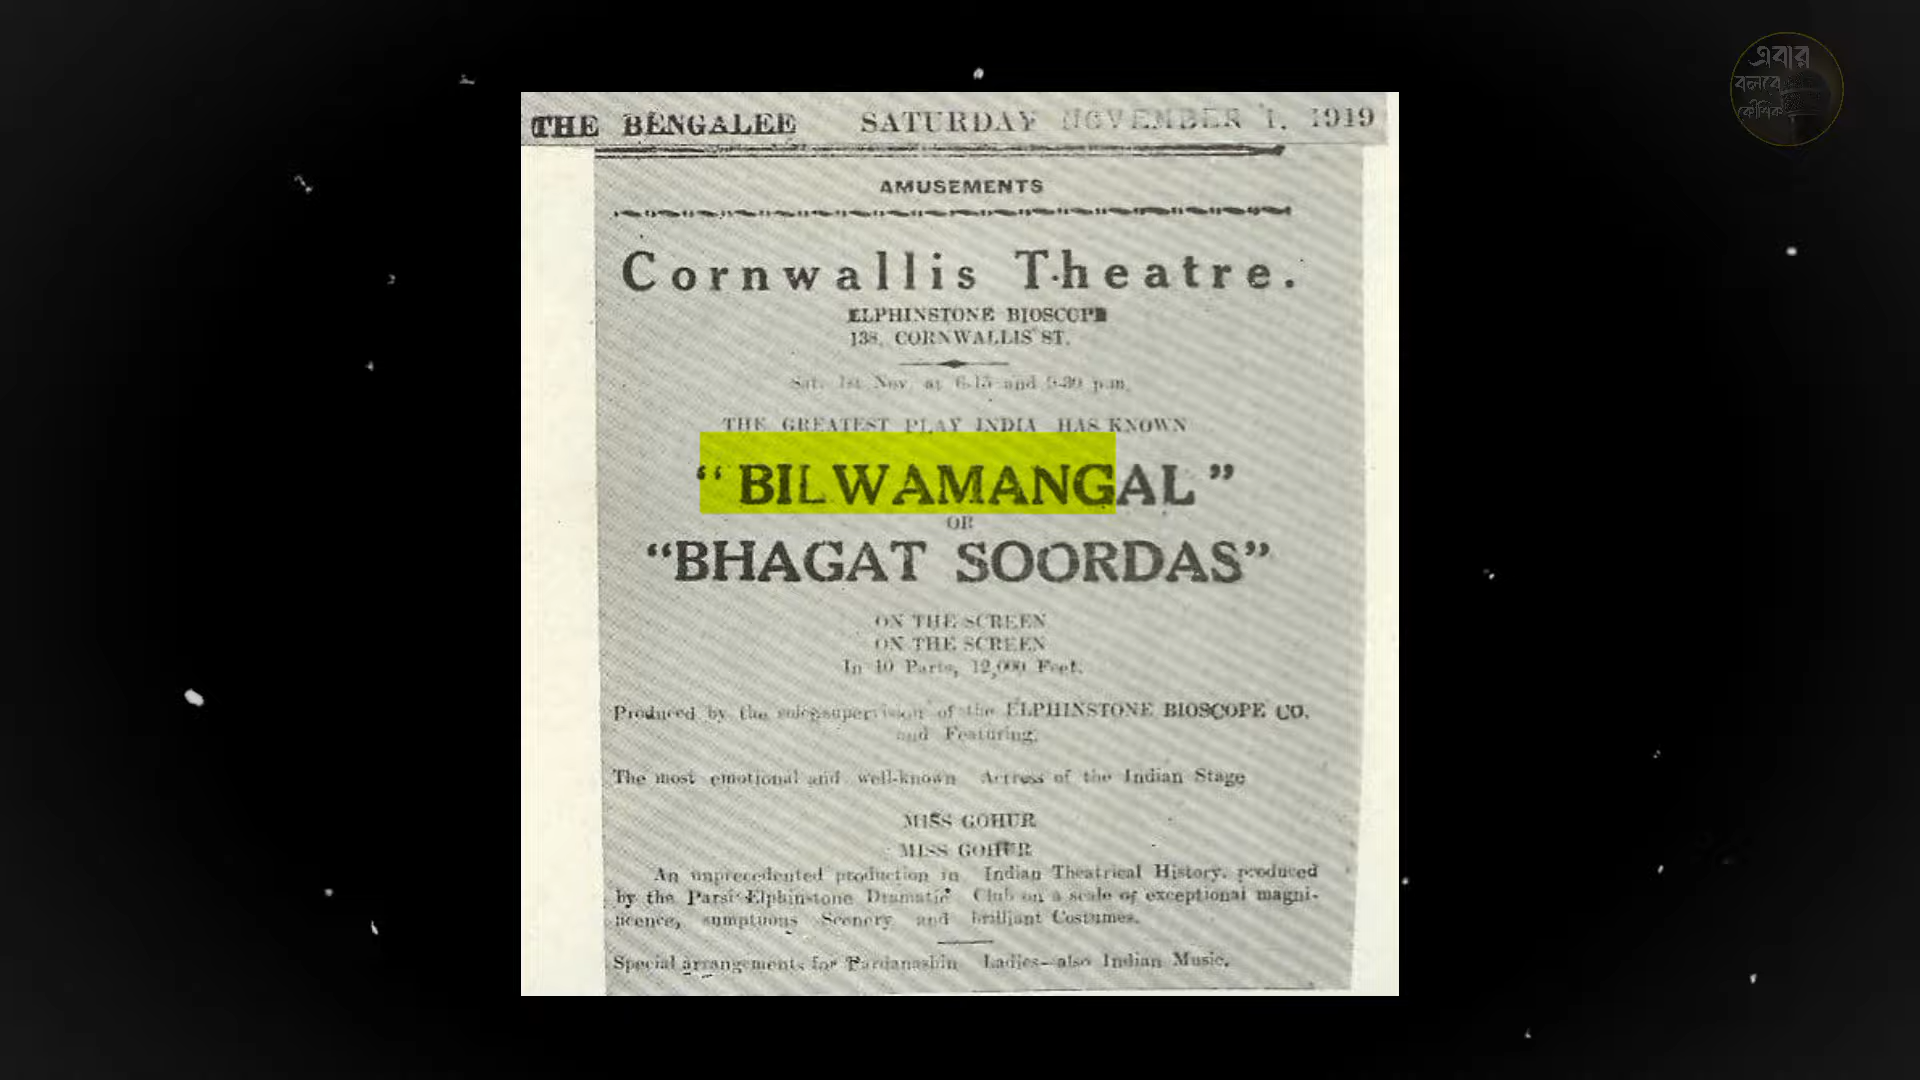 এবার
বলবে
কৌশিক
THE BENGALEE SATURDAY NOVEMBER 1, 1919
AMUSEMENTS
Cornwallis Theatre.
ELPHINSTONE BIOSCOPE
138, CORNWALLIS ST.
Sat. 1st Nov. at 6-15 and 9-30 p.m.
THE GREATEST PLAY INDIA HAS KNOWN
"BILWAMANGAL"
OR
"BHAGAT SOORDAS"
ON THE SCREEN
ON THE SCREEN
In 10 Parts, 12,000 Feet.
Produced by the sole supervision of the ELPHINSTONE BIOSCOPE CO.
and Featuring.
The most emotional and well-known Actress of the Indian Stage
MISS GOHUR
MISS GOHUR
An unprecedented production in Indian Theatrical History, produced
by the Parsi Elphinstone Dramatic Club on a scale of exceptional magni-
ficence, sumptuous Scenery and brilliant Costumes.
Special arrangements for Pardanashin Ladies—also Indian Music.